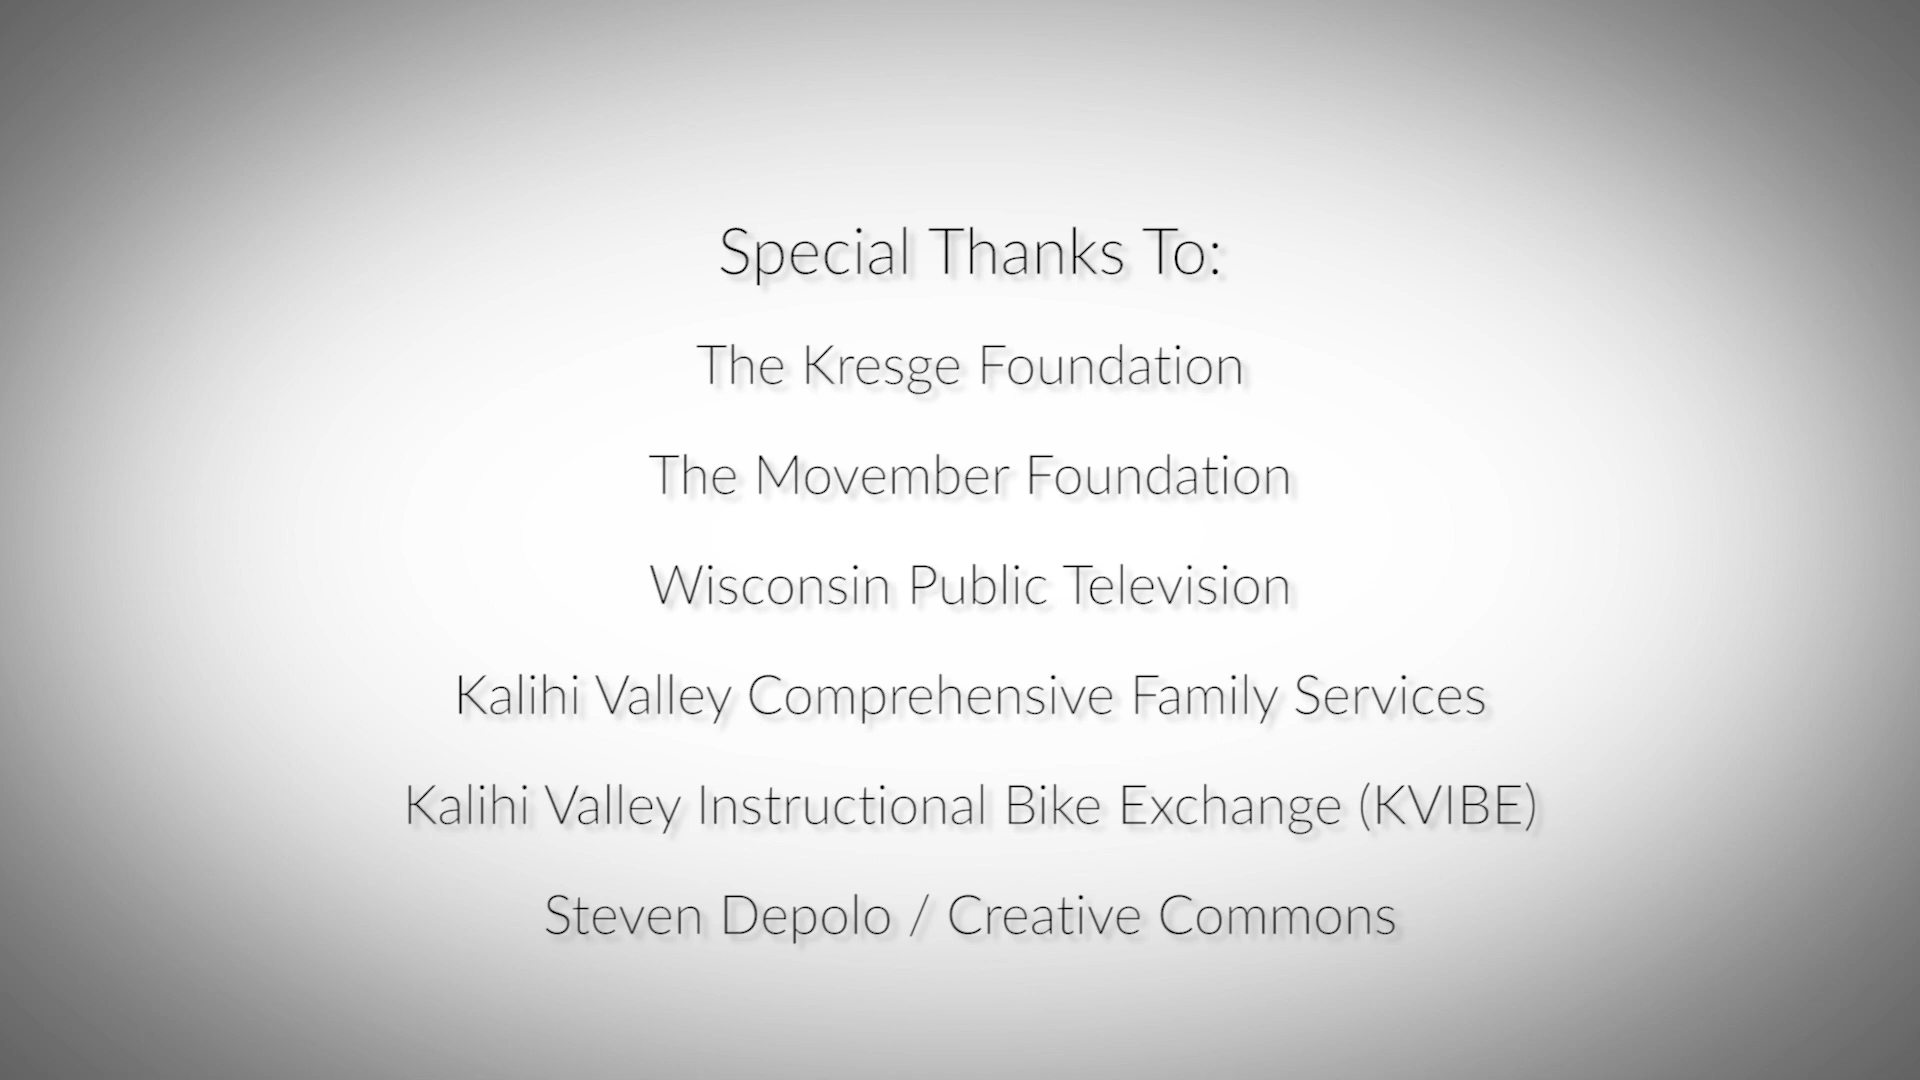 Special Thanks To:
The Kresge Foundation
The Movember Foundation
Wisconsin Public Television
Kalihi Valley Comprehensive Family Services
Kalihi Valley Instructional Bike Exchange (KVIBE)
Steven Depolo / Creative Commons